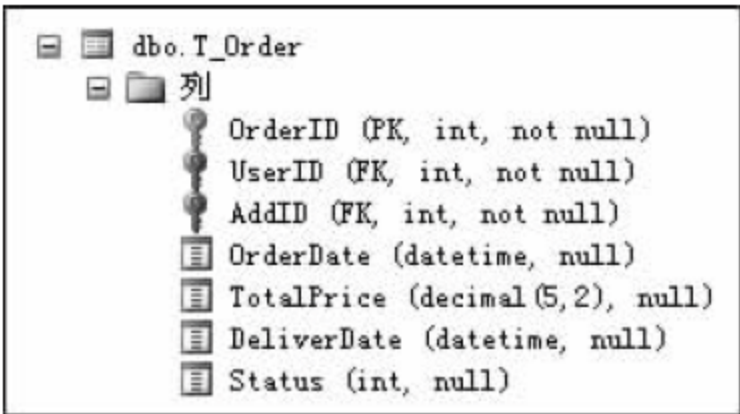 dbo.T_Order
列
OrderID (PK, int, not null)
UserID (FK, int, not null)
AddID (FK, int, not null)
OrderDate (datetime, null)
TotalPrice (decimal(5,2), null)
DeliverDate (datetime, null)
Status (int, null)